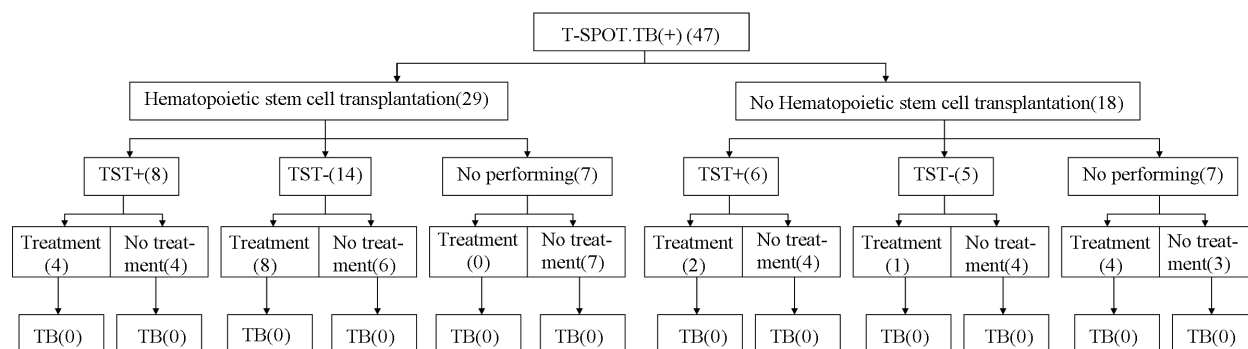 T-SPOT.TB(+) (47)
Hematopoietic stem cell transplantation(29)
No Hematopoietic stem cell transplantation(18)
TST+(8)
TST-(14)
No performing(7)
TST+(6)
TST-(5)
No performing(7)
Treatment
(4)
No treat-
ment(4)
Treatment
(8)
No treat-
ment(6)
Treatment
(0)
No treat-
ment(7)
Treatment
(2)
No treat-
ment(4)
Treatment
(1)
No treat-
ment(4)
Treatment
(4)
No treat-
ment(3)
TB(0)
TB(0)
TB(0)
TB(0)
TB(0)
TB(0)
TB(0)
TB(0)
TB(0)
TB(0)
TB(0)
TB(0)